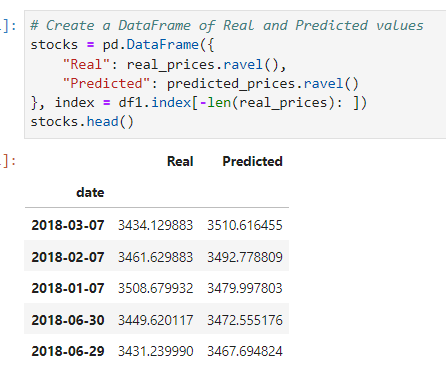 ]: # Create a DataFrame of Real and Predicted values
stocks = pd.DataFrame({
"Real": real_prices.ravel(),
"Predicted": predicted_prices.ravel()
}, index = df1.index[-len(real_prices): ])
stocks.head()
]:
Real Predicted
date
2018-03-07 3434.129883 3510.616455
2018-02-07 3461.629883 3492.778809
2018-01-07 3508.679932 3479.997803
2018-06-30 3449.620117 3472.555176
2018-06-29 3431.239990 3467.694824